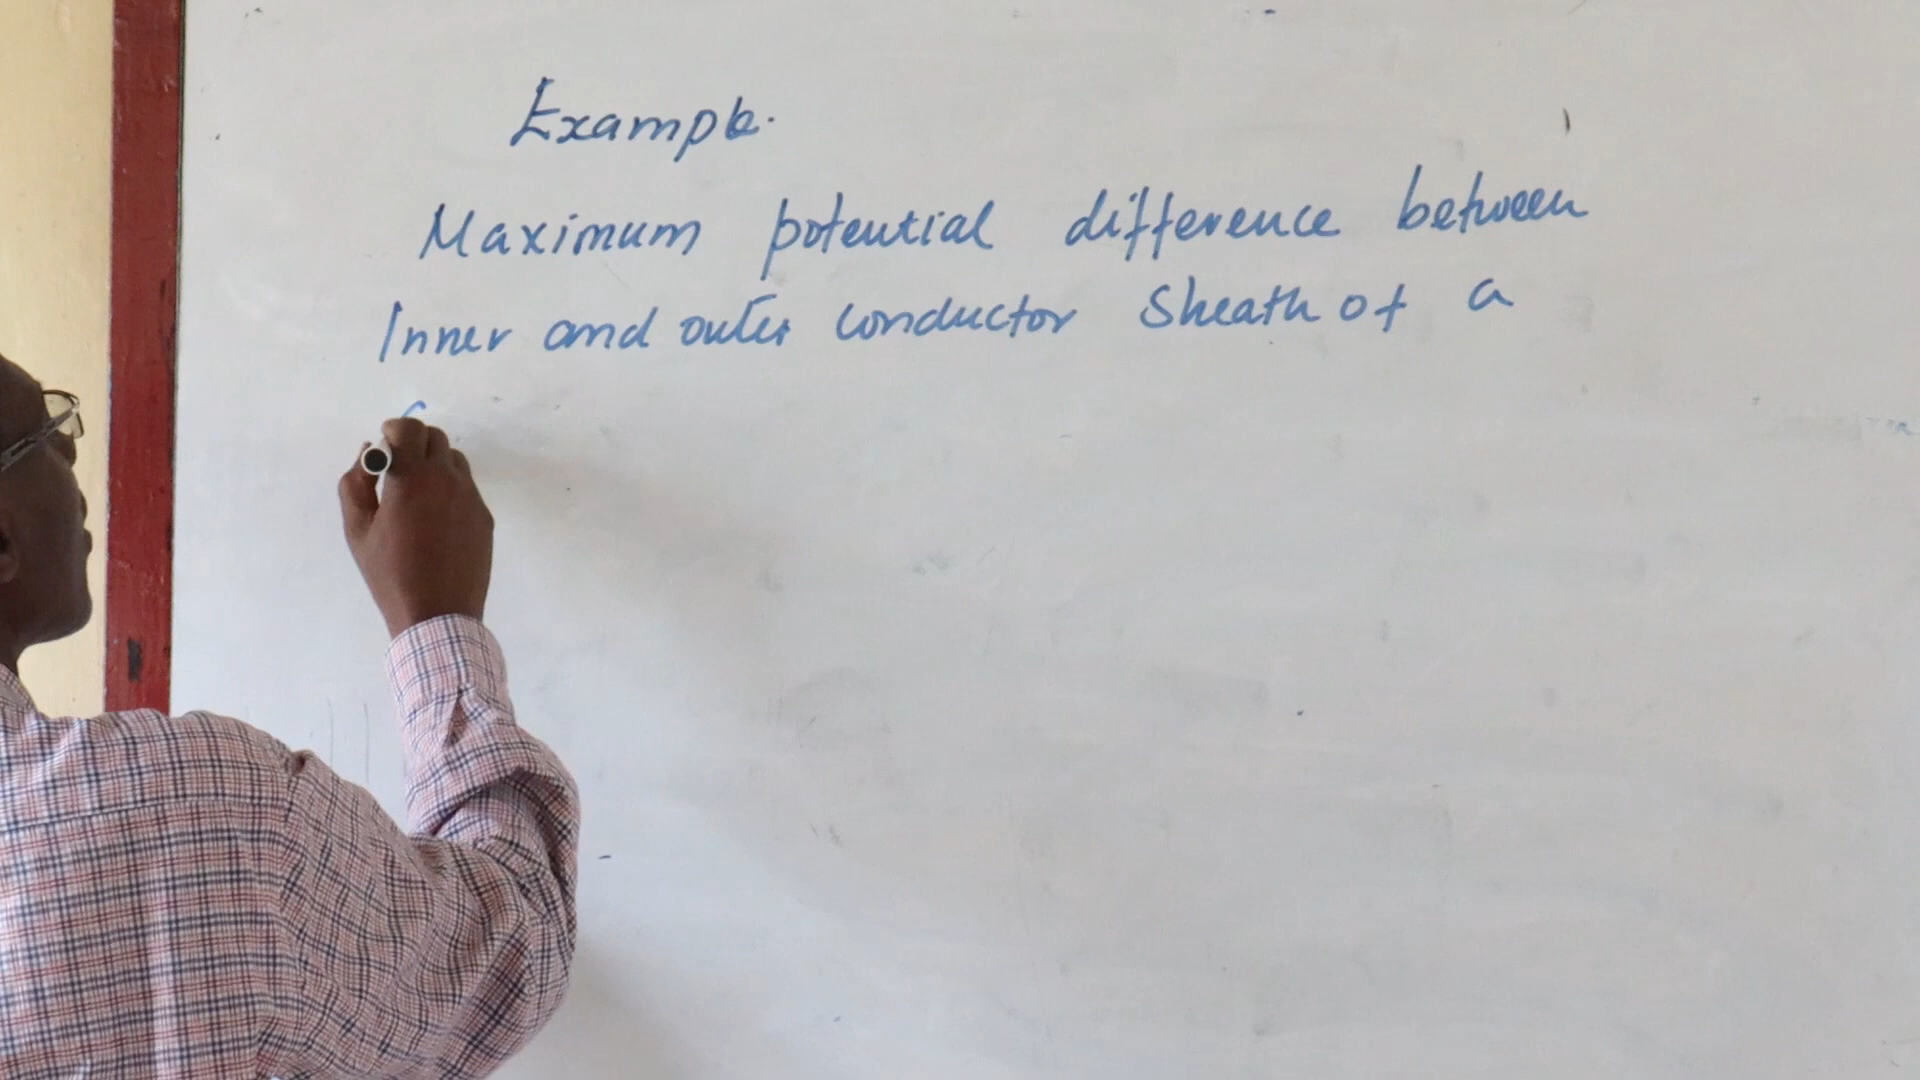 Example.
Maximum potential difference between
Inner and outer conductor Sheath of a